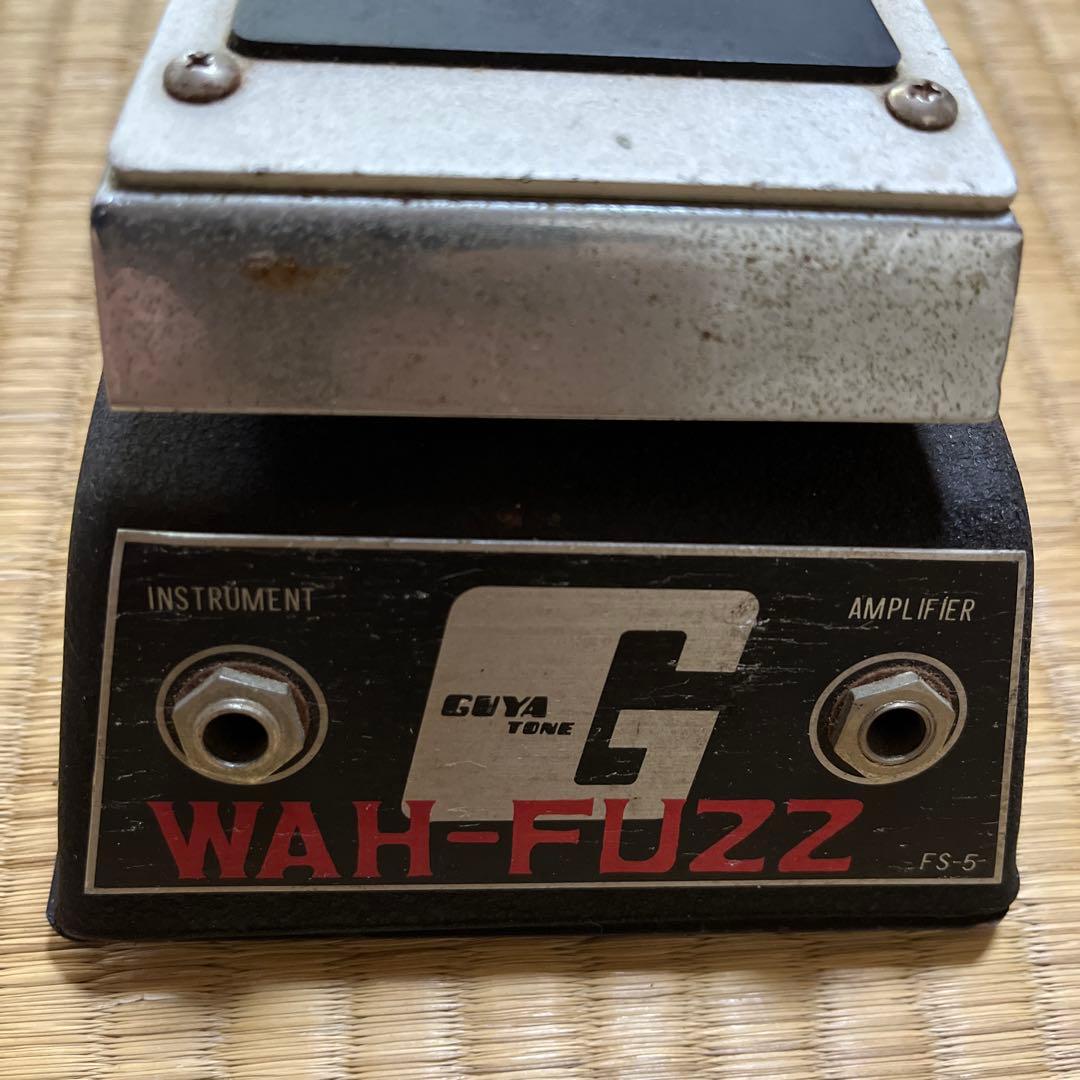 INSTRUMENT
AMPLIFIER
G
GUYA
TONE
WAH-FUZZ
FS-5